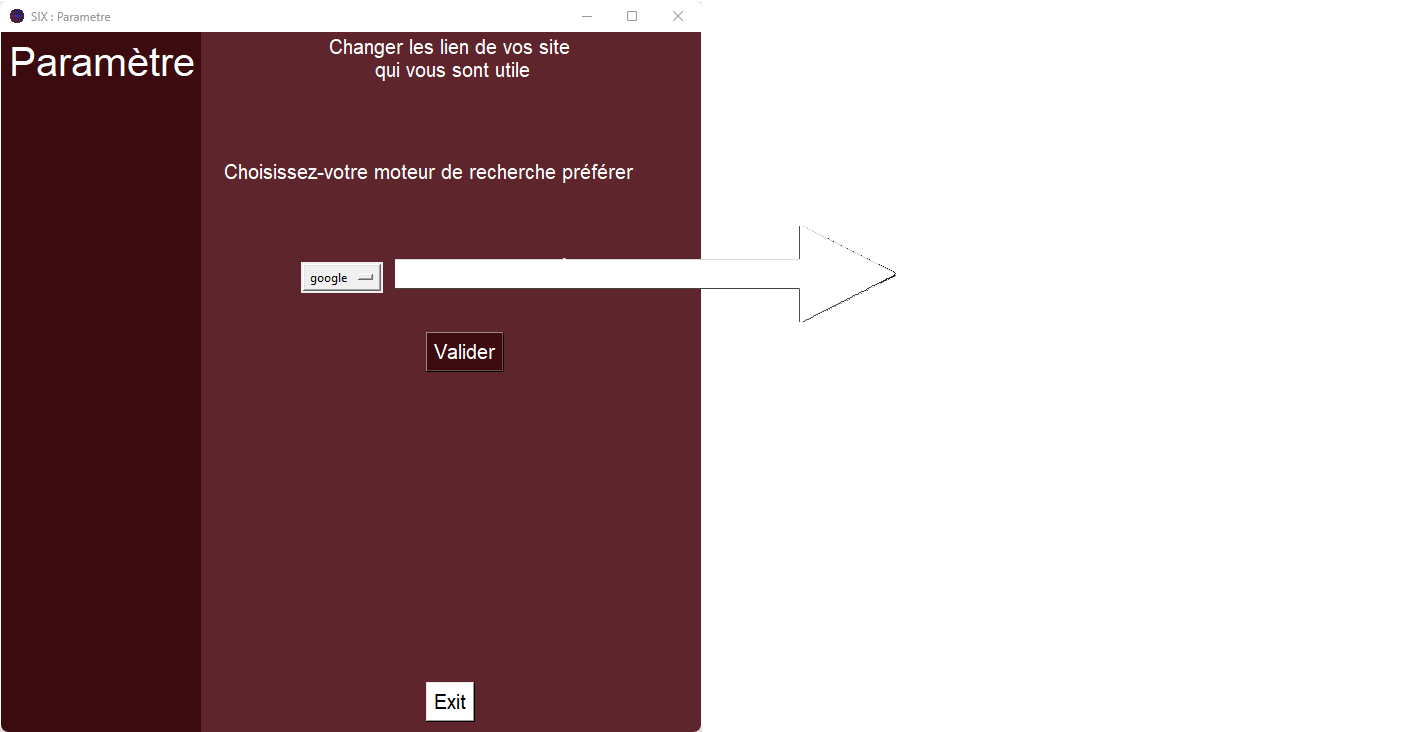 SIX : Parametre
Paramètre
Changer les lien de vos site
qui vous sont utile
Choisissez-votre moteur de recherche préférer
google
Valider
Exit